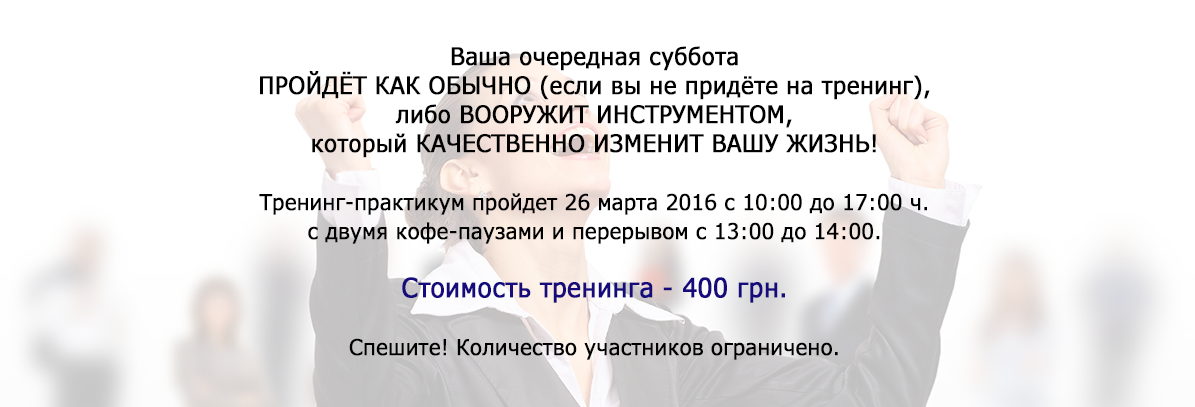 Ваша очередная суббота
ПРОЙДЁТ КАК ОБЫЧНО (если вы не придёте на тренинг),
либо ВООРУЖИТ ИНСТРУМЕНТОМ,
который КАЧЕСТВЕННО ИЗМЕНИТ ВАШУ ЖИЗНЬ!
Тренинг-практикум пройдет 26 марта 2016 с 10:00 до 17:00 ч.
с двумя кофе-паузами и перерывом с 13:00 до 14:00.
Стоимость тренинга - 400 грн.
Спешите! Количество участников ограничено.